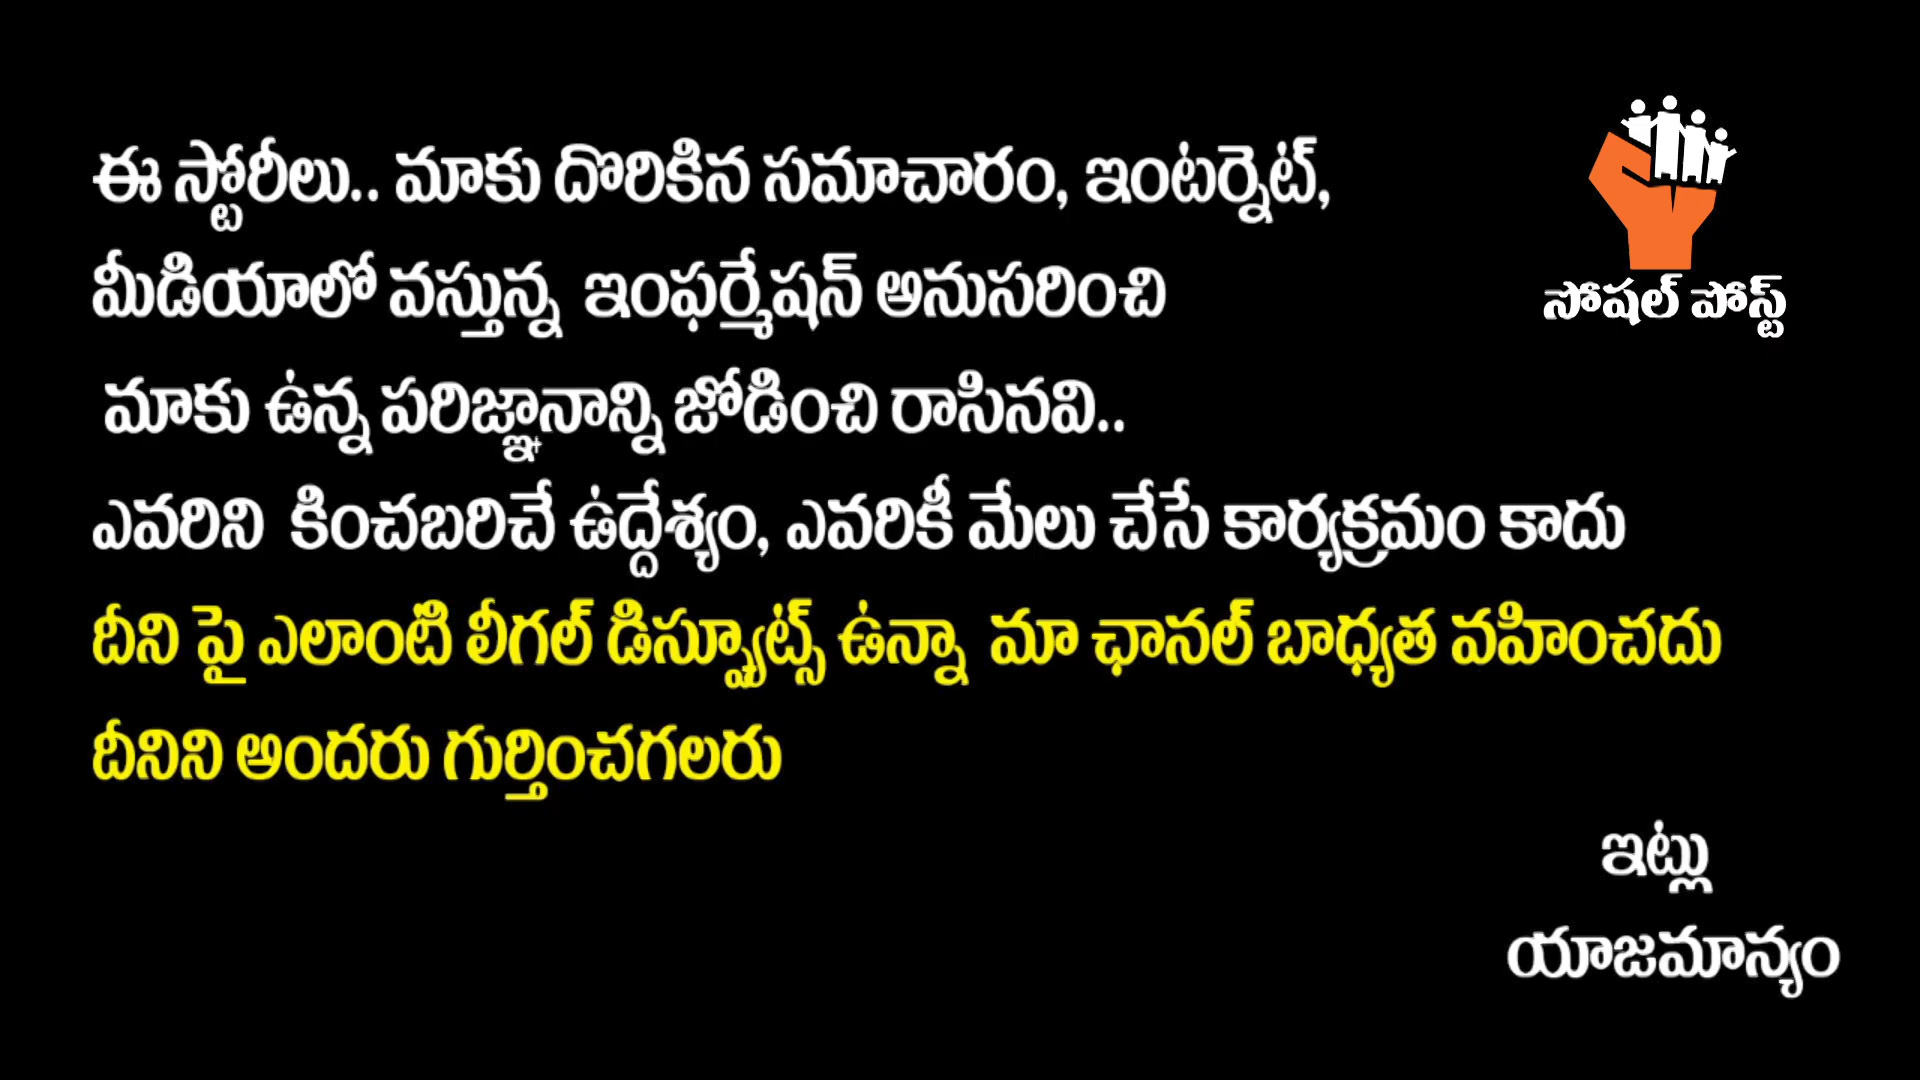 ఈ స్టోరీలు.. మాకు దొరికిన సమాచారం, ఇంటర్నెట్,
మీడియాలో వస్తున్న ఇంఫర్మేషన్ అనుసరించి
మాకు ఉన్న పరిజ్ఞానాన్ని జోడించి రాసినవి..
ఎవరిని కించబరిచే ఉద్దేశ్యం, ఎవరికీ మేలు చేసే కార్యక్రమం కాదు
దీని పై ఎలాంటి లీగల్ డిస్ప్యూట్స్ ఉన్నా మా ఛానల్ బాధ్యత వహించదు
దీనిని అందరు గుర్తించగలరు
ఇట్లు
యాజమాన్యం
సోషల్ పోస్ట్